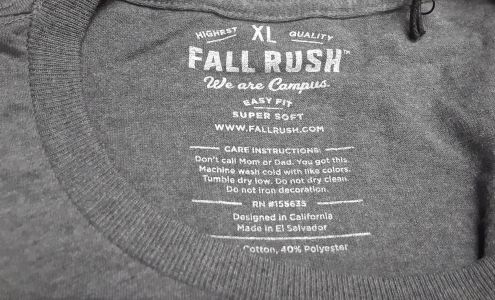 HIGHEST XL QUALITY
FALL RUSH™
We are Campus.
EASY FIT
SUPER SOFT
WWW.FALLRUSH.COM
CARE INSTRUCTIONS:
Don't call Mom or Dad. You got this.
Machine wash cold with like colors.
Tumble dry low. Do not dry clean.
Do not iron decoration.
RN #155635
Designed in California
Made in El Salvador
Cotton, 40% Polyester